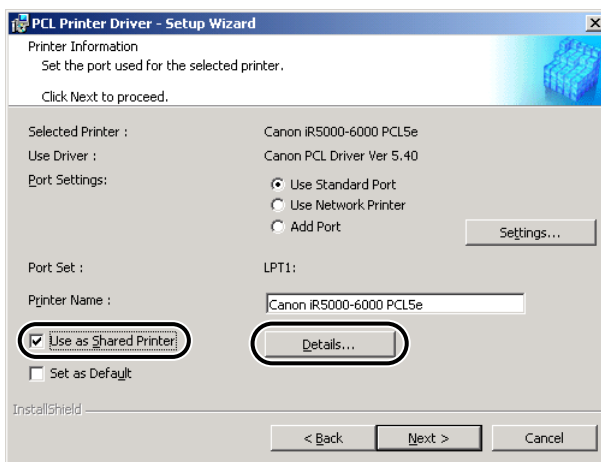 PCL Printer Driver - Setup Wizard
Printer Information
Set the port used for the selected printer.
Click Next to proceed.
Selected Printer : Canon iR5000-6000 PCL5e
Use Driver : Canon PCL Driver Ver 5.40
Port Settings: Use Standard Port
Use Network Printer
Add Port
Settings...
Port Set : LPT1:
Printer Name : Canon iR5000-6000 PCL5e
Use as Shared Printer Details...
Set as Default
InstallShield
< Back Next > Cancel